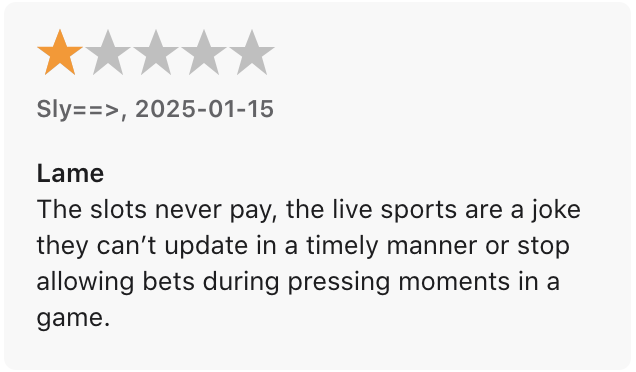 Sly==>, 2025-01-15
Lame
The slots never pay, the live sports are a joke
they can’t update in a timely manner or stop
allowing bets during pressing moments in a
game.